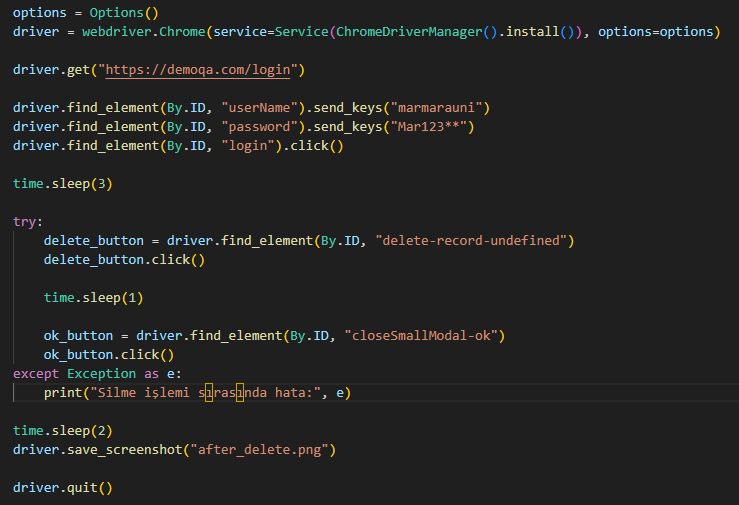 options = Options()
driver = webdriver.Chrome(service=Service(ChromeDriverManager().install()), options=options)
driver.get("https://demoqa.com/login")
driver.find_element(By.ID, "userName").send_keys("marmarauni")
driver.find_element(By.ID, "password").send_keys("Mar123**")
driver.find_element(By.ID, "login").click()
time.sleep(3)
try:
    delete_button = driver.find_element(By.ID, "delete-record-undefined")
    delete_button.click()
    time.sleep(1)
    ok_button = driver.find_element(By.ID, "closeSmallModal-ok")
    ok_button.click()
except Exception as e:
    print("Silme işlemi sırasında hata:", e)
time.sleep(2)
driver.save_screenshot("after_delete.png")
driver.quit()